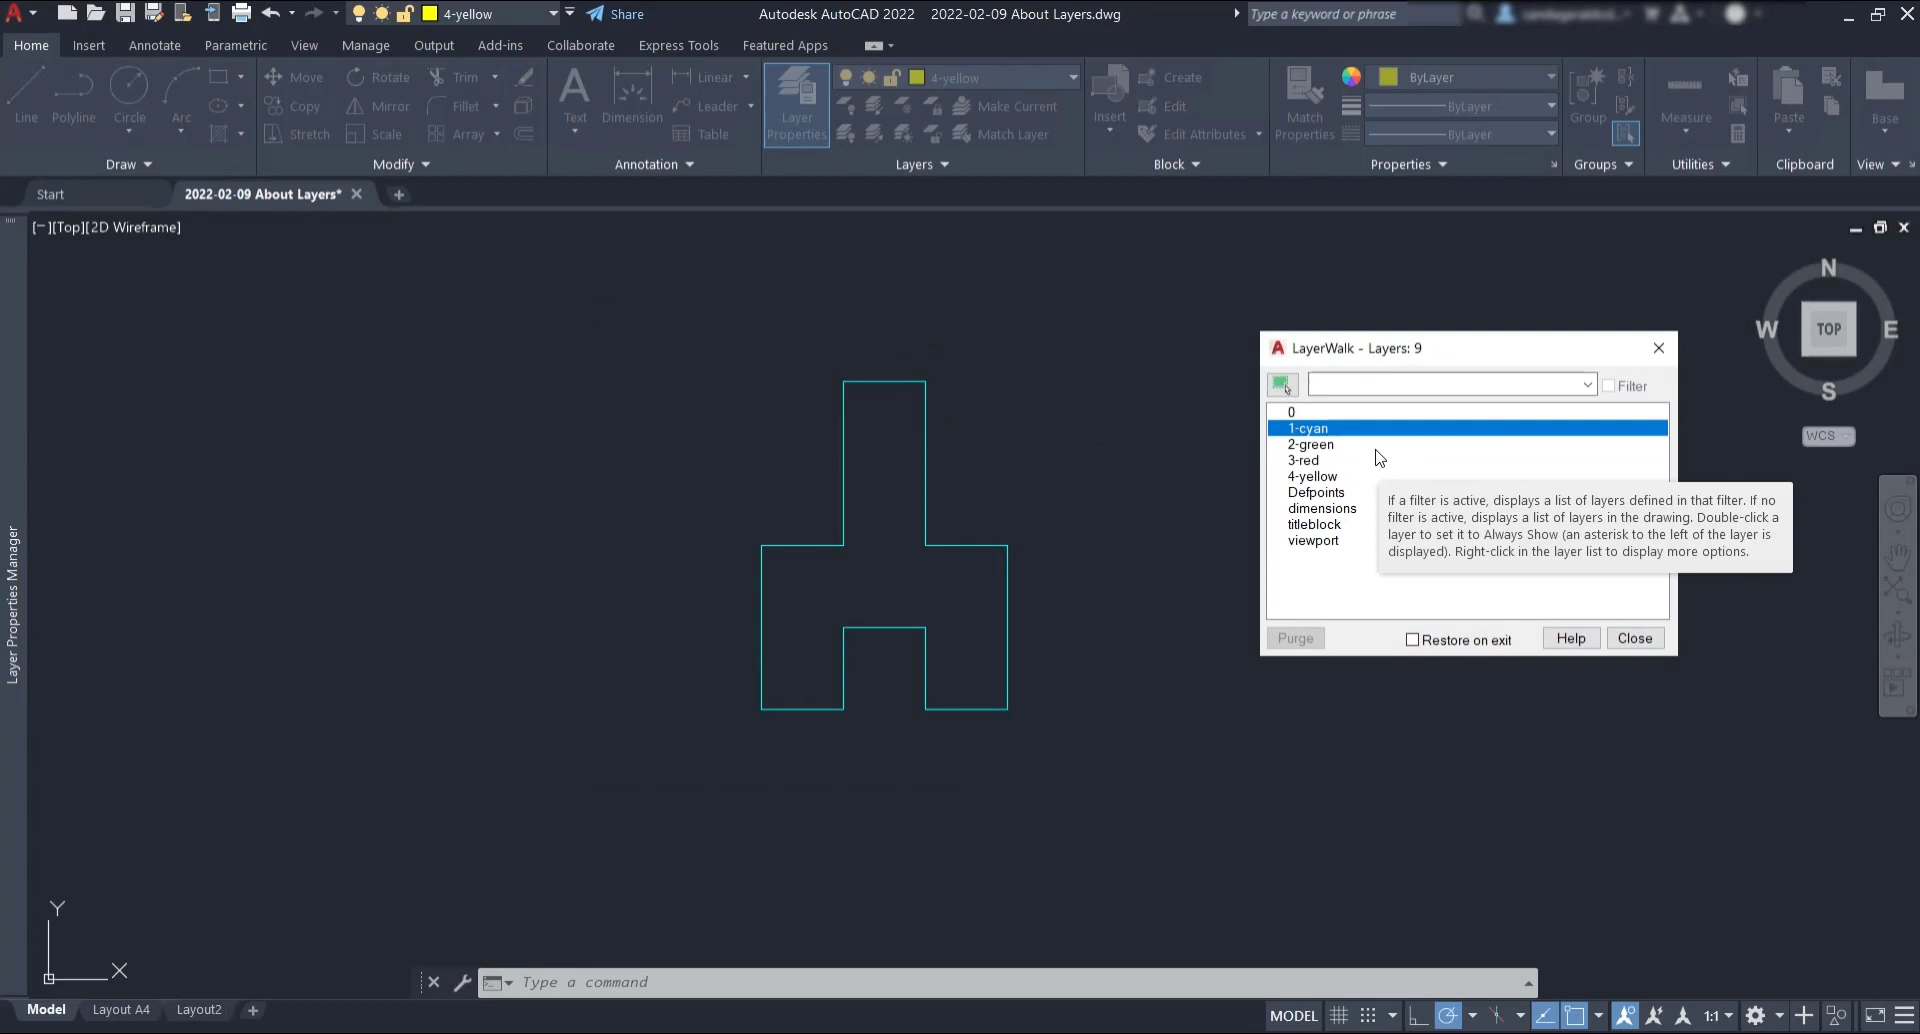 4-yellow
Share
Autodesk AutoCAD 2022 2022-02-09 About Layers.dwg
Type a keyword or phrase
Home Insert Annotate Parametric View Manage Output Add-ins Collaborate Express Tools Featured Apps
Line
Polyline
Circle
Arc
Move
Rotate
Trim
Copy
Mirror
Fillet
Stretch
Scale
Array
Text
Dimension
Linear
Leader
Table
Layer
Properties
4-yellow
Make Current
Match Layer
Insert
Create
Edit
Edit Attributes
Match
Properties
ByLayer
ByLayer
ByLayer
Group
Measure
Paste
Base
Draw
Modify
Annotation
Layers
Block
Properties
Groups
Utilities
Clipboard
View
Start
2022-02-09 About Layers*
[−][Top][2D Wireframe]
N
W
TOP
E
S
WCS
LayerWalk - Layers: 9
Filter
0
1-cyan
2-green
3-red
4-yellow
Defpoints
dimensions
titleblock
viewport
If a filter is active, displays a list of layers defined in that filter. If no
filter is active, displays a list of layers in the drawing. Double-click a
layer to set it to Always Show (an asterisk to the left of the layer is
displayed). Right-click in the layer list to display more options.
Purge
Restore on exit
Help
Close
Layer Properties Manager
Y
X
Type a command
Model
Layout A4
Layout2
MODEL
1:1